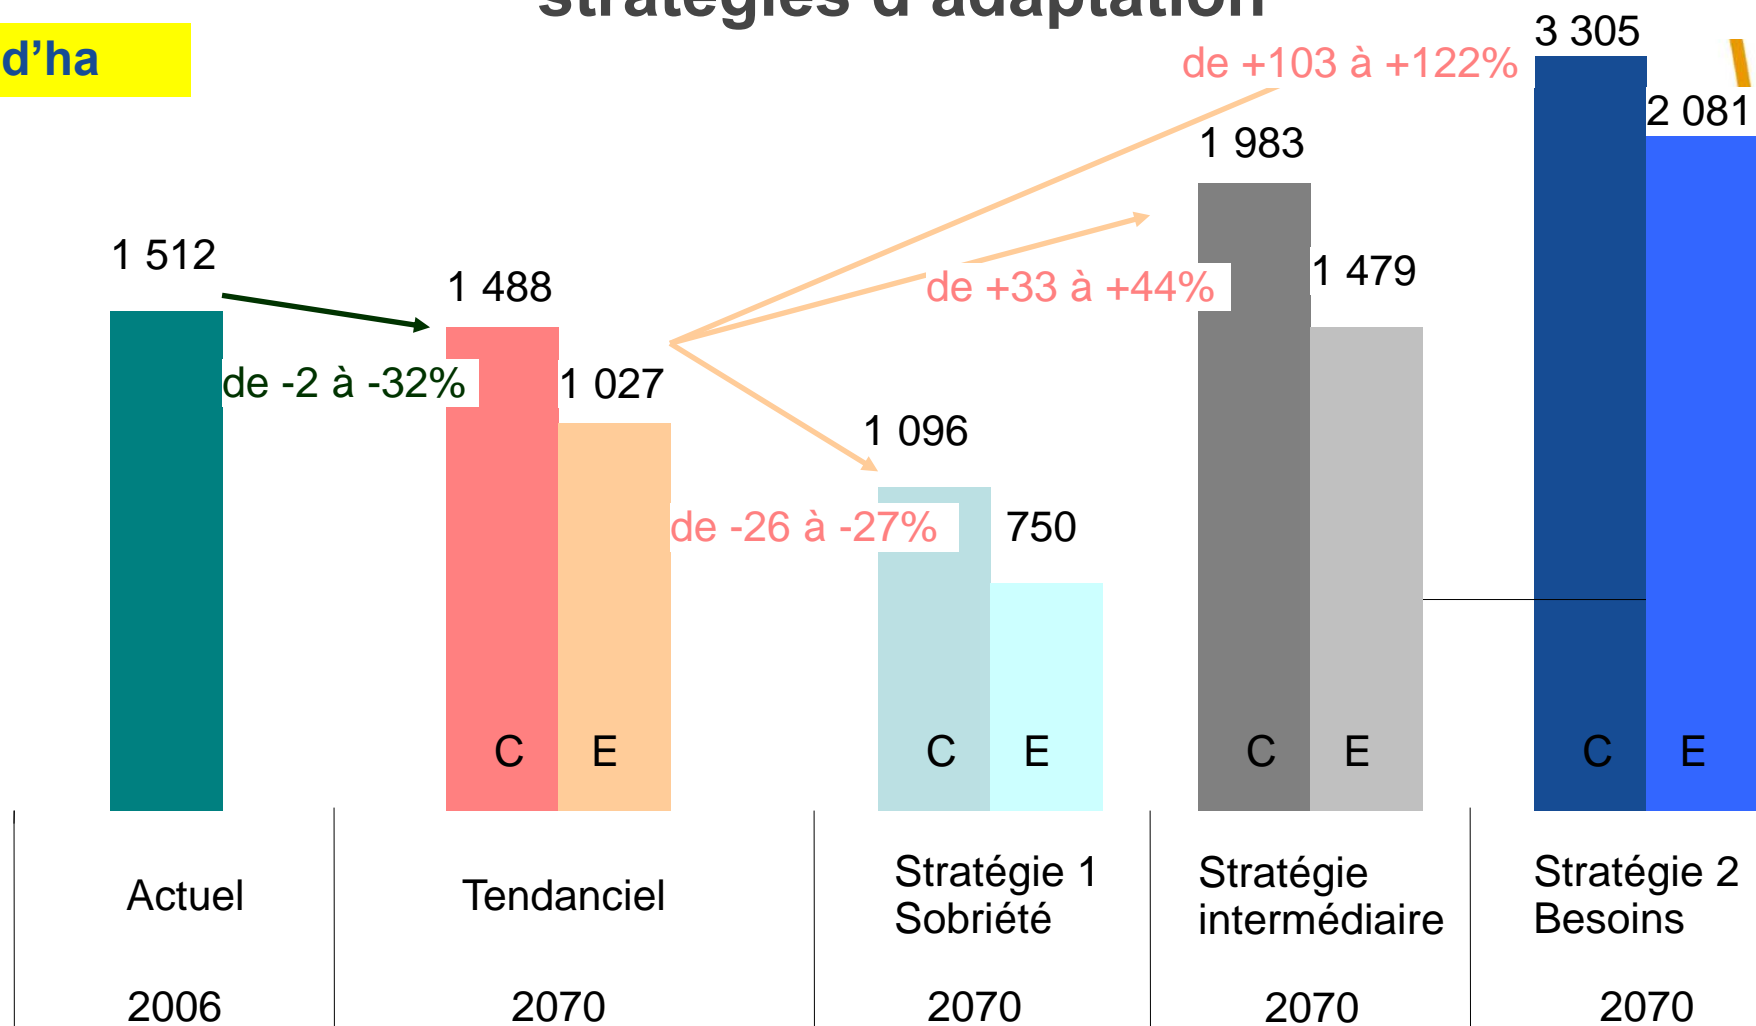 stratégies d'adaptation
d’ha
3 305
de +103 à +122%
2 081
1 983
1 512
1 488
de +33 à +44%
1 479
de -2 à -32%
1 027
1 096
de -26 à -27%
750
C E C E C E C E
Actuel
Tendanciel
Stratégie 1
Sobriété
Stratégie
intermédiaire
Stratégie 2
Besoins
2006 2070 2070 2070 2070